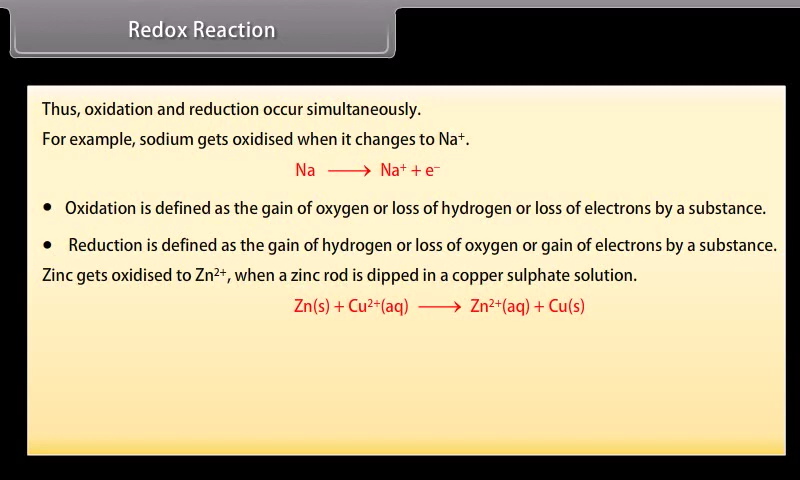 Redox Reaction
Thus, oxidation and reduction occur simultaneously.
For example, sodium gets oxidised when it changes to Na⁺.
Na ⟶ Na⁺ + e⁻
• Oxidation is defined as the gain of oxygen or loss of hydrogen or loss of electrons by a substance.
• Reduction is defined as the gain of hydrogen or loss of oxygen or gain of electrons by a substance.
Zinc gets oxidised to Zn²⁺, when a zinc rod is dipped in a copper sulphate solution.
Zn(s) + Cu²⁺(aq) ⟶ Zn²⁺(aq) + Cu(s)